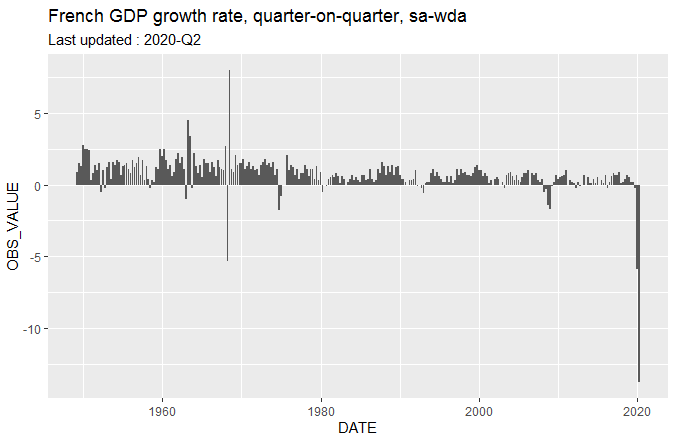 French GDP growth rate, quarter-on-quarter, sa-wda
Last updated : 2020-Q2
OBS_VALUE
5
0
-5
-10
1960
1980
2000
2020
DATE